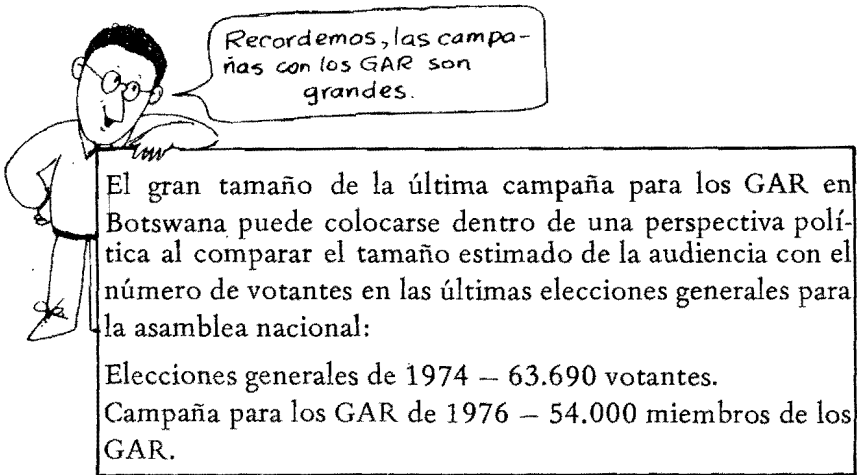 Recordemos, las campa-
ñas con los GAR son
grandes.
El gran tamaño de la última campaña para los GAR en
Botswana puede colocarse dentro de una perspectiva polí-
tica al comparar el tamaño estimado de la audiencia con el
número de votantes en las últimas elecciones generales para
la asamblea nacional:
Elecciones generales de 1974 — 63.690 votantes.
Campaña para los GAR de 1976 — 54.000 miembros de los
GAR.